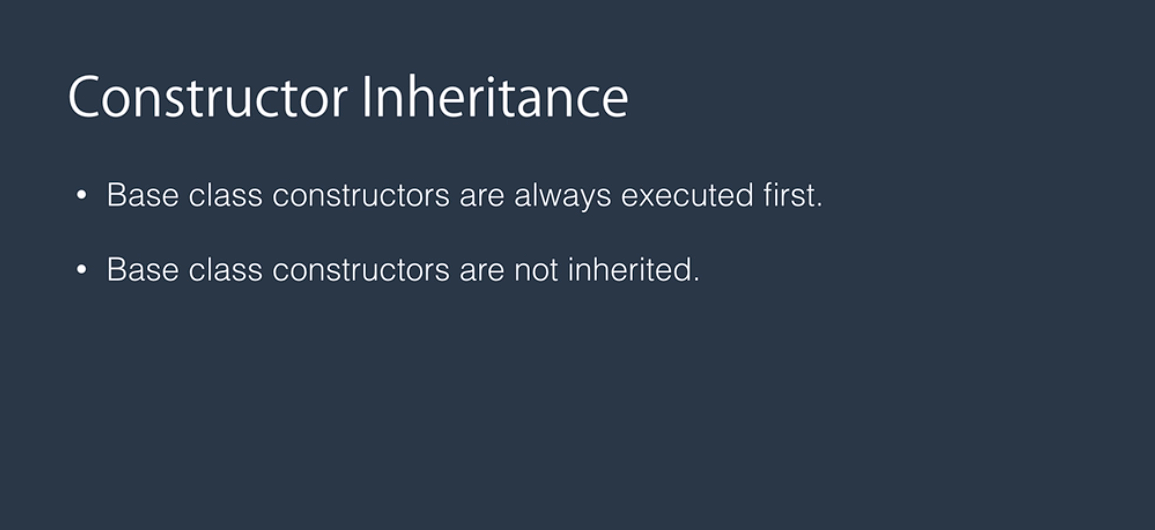 Constructor Inheritance
• Base class constructors are always executed first.
• Base class constructors are not inherited.